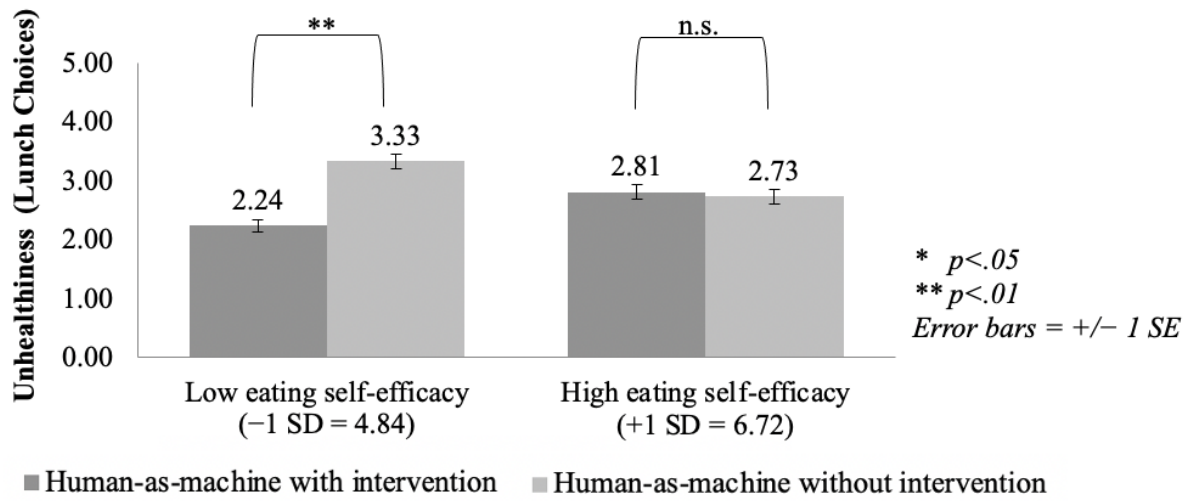 ** n.s.
Unhealthiness (Lunch Choices)
5.00
4.00
3.00
2.00
1.00
0.00
2.24
3.33
2.81
2.73
Low eating self-efficacy
(−1 SD = 4.84)
High eating self-efficacy
(+1 SD = 6.72)
* p<.05
** p<.01
Error bars = +/− 1 SE
Human-as-machine with intervention
Human-as-machine without intervention